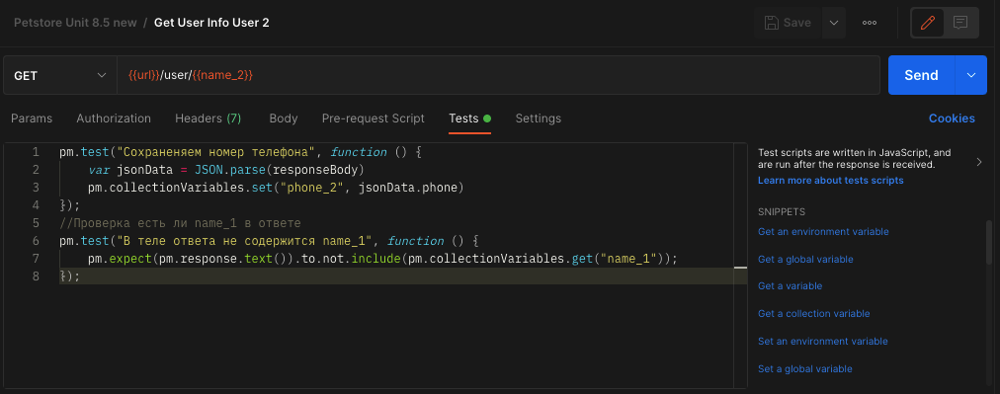 Petstore Unit 8.5 new / Get User Info User 2
Save
GET
{{url}}/user/{{name_2}}
Send
Params
Authorization
Headers (7)
Body
Pre-request Script
Tests
Settings
Cookies
1 pm.test("Сохраненяем номер телефона", function () {
2 var jsonData = JSON.parse(responseBody)
3 pm.collectionVariables.set("phone_2", jsonData.phone)
4 });
5 //Проверка есть ли name_1 в ответе
6 pm.test("В теле ответа не содержится name_1", function () {
7 pm.expect(pm.response.text()).to.not.include(pm.collectionVariables.get("name_1"));
8 });
Test scripts are written in JavaScript, and
are run after the response is received.
Learn more about tests scripts
SNIPPETS
Get an environment variable
Get a global variable
Get a variable
Get a collection variable
Set an environment variable
Set a global variable